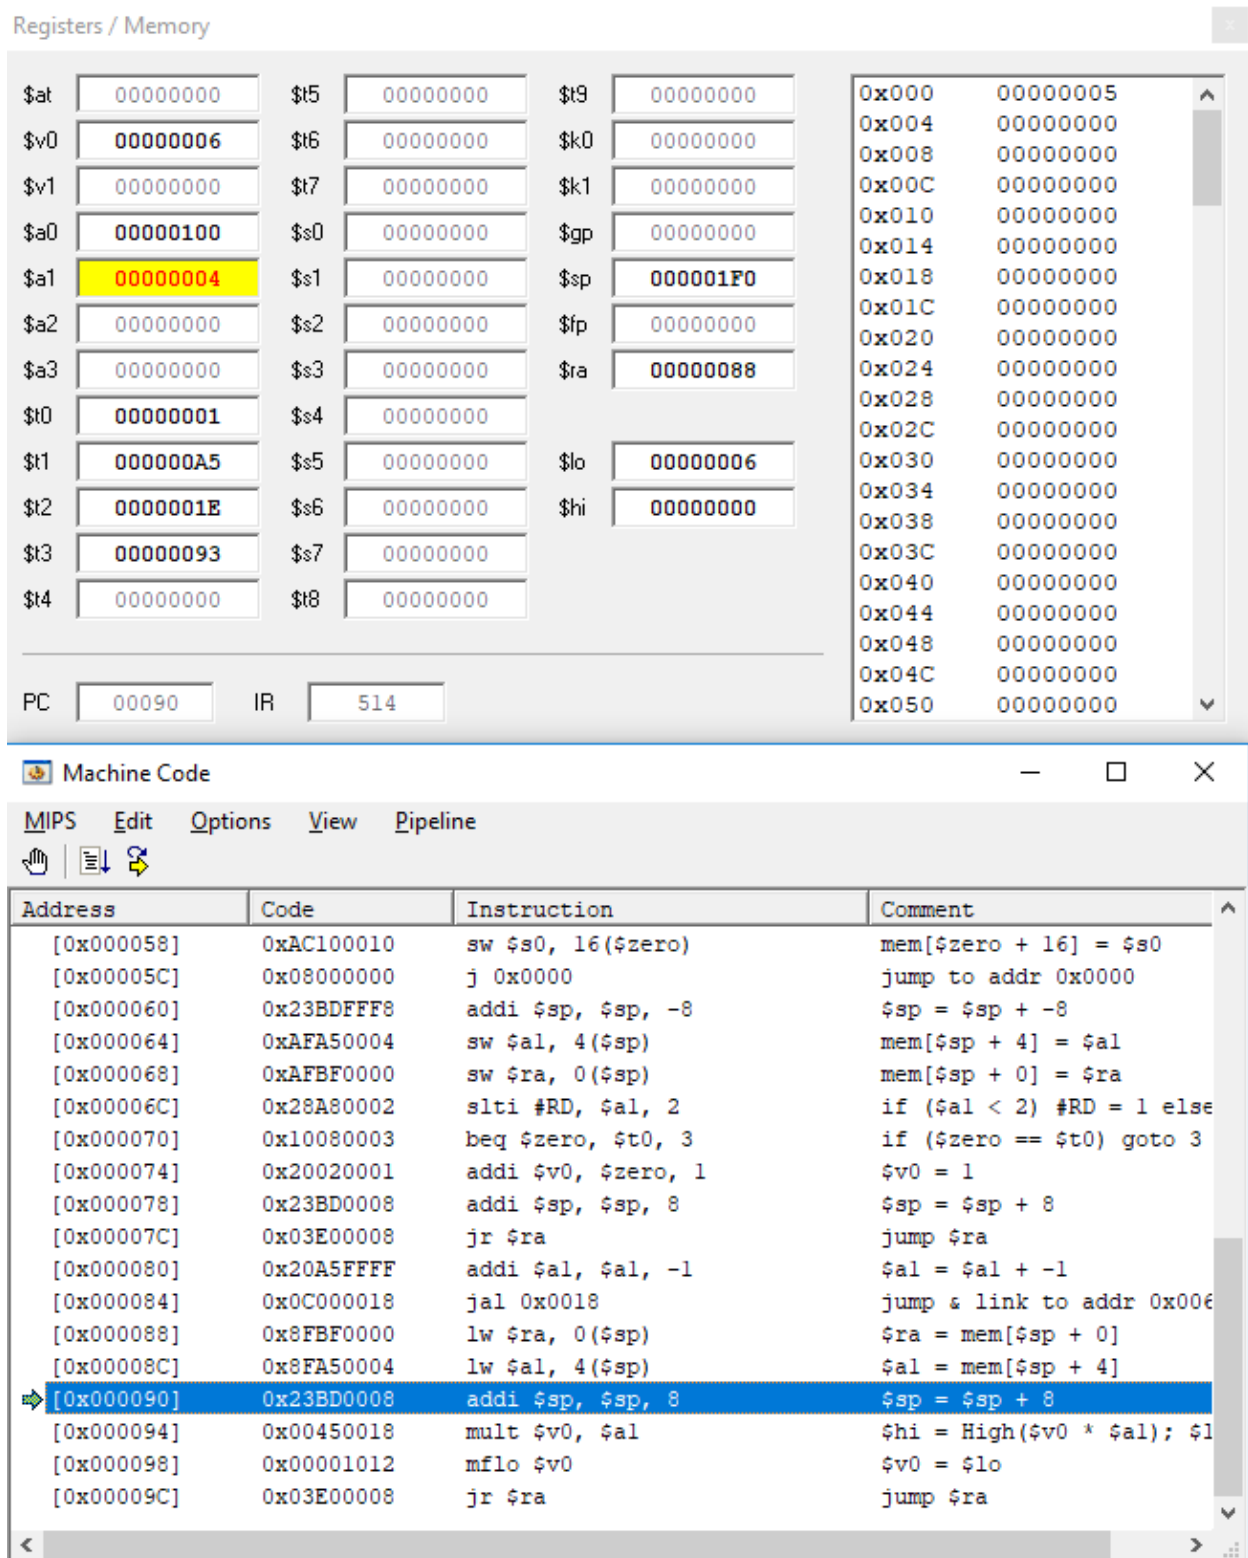 Registers / Memory
$at 00000000 $t5 00000000 $t9 00000000
$v0 00000006 $t6 00000000 $k0 00000000
$v1 00000000 $t7 00000000 $k1 00000000
$a0 00000100 $s0 00000000 $gp 00000000
$a1 00000004 $s1 00000000 $sp 000001F0
$a2 00000000 $s2 00000000 $fp 00000000
$a3 00000000 $s3 00000000 $ra 00000088
$t0 00000001 $s4 00000000
$t1 000000A5 $s5 00000000 $lo 00000006
$t2 0000001E $s6 00000000 $hi 00000000
$t3 00000093 $s7 00000000
$t4 00000000 $t8 00000000
PC 00090 IR 514
0x000 00000005
0x004 00000000
0x008 00000000
0x00C 00000000
0x010 00000000
0x014 00000000
0x018 00000000
0x01C 00000000
0x020 00000000
0x024 00000000
0x028 00000000
0x02C 00000000
0x030 00000000
0x034 00000000
0x038 00000000
0x03C 00000000
0x040 00000000
0x044 00000000
0x048 00000000
0x04C 00000000
0x050 00000000
Machine Code
MIPS Edit Options View Pipeline
Address Code Instruction Comment
[0x000058] 0xAC100010 sw $s0, 16($zero) mem[$zero + 16] = $s0
[0x00005C] 0x08000000 j 0x0000 jump to addr 0x0000
[0x000060] 0x23BDFFF8 addi $sp, $sp, -8 $sp = $sp + -8
[0x000064] 0xAFA50004 sw $a1, 4($sp) mem[$sp + 4] = $a1
[0x000068] 0xAFBF0000 sw $ra, 0($sp) mem[$sp + 0] = $ra
[0x00006C] 0x28A80002 slti #RD, $a1, 2 if ($a1 < 2) #RD = 1 else
[0x000070] 0x10080003 beq $zero, $t0, 3 if ($zero == $t0) goto 3
[0x000074] 0x20020001 addi $v0, $zero, 1 $v0 = 1
[0x000078] 0x23BD0008 addi $sp, $sp, 8 $sp = $sp + 8
[0x00007C] 0x03E00008 jr $ra jump $ra
[0x000080] 0x20A5FFFF addi $a1, $a1, -1 $a1 = $a1 + -1
[0x000084] 0x0C000018 jal 0x0018 jump & link to addr 0x006
[0x000088] 0x8FBF0000 lw $ra, 0($sp) $ra = mem[$sp + 0]
[0x00008C] 0x8FA50004 lw $a1, 4($sp) $a1 = mem[$sp + 4]
[0x000090] 0x23BD0008 addi $sp, $sp, 8 $sp = $sp + 8
[0x000094] 0x00450018 mult $v0, $a1 $hi = High($v0 * $a1); $l
[0x000098] 0x00001012 mflo $v0 $v0 = $lo
[0x00009C] 0x03E00008 jr $ra jump $ra